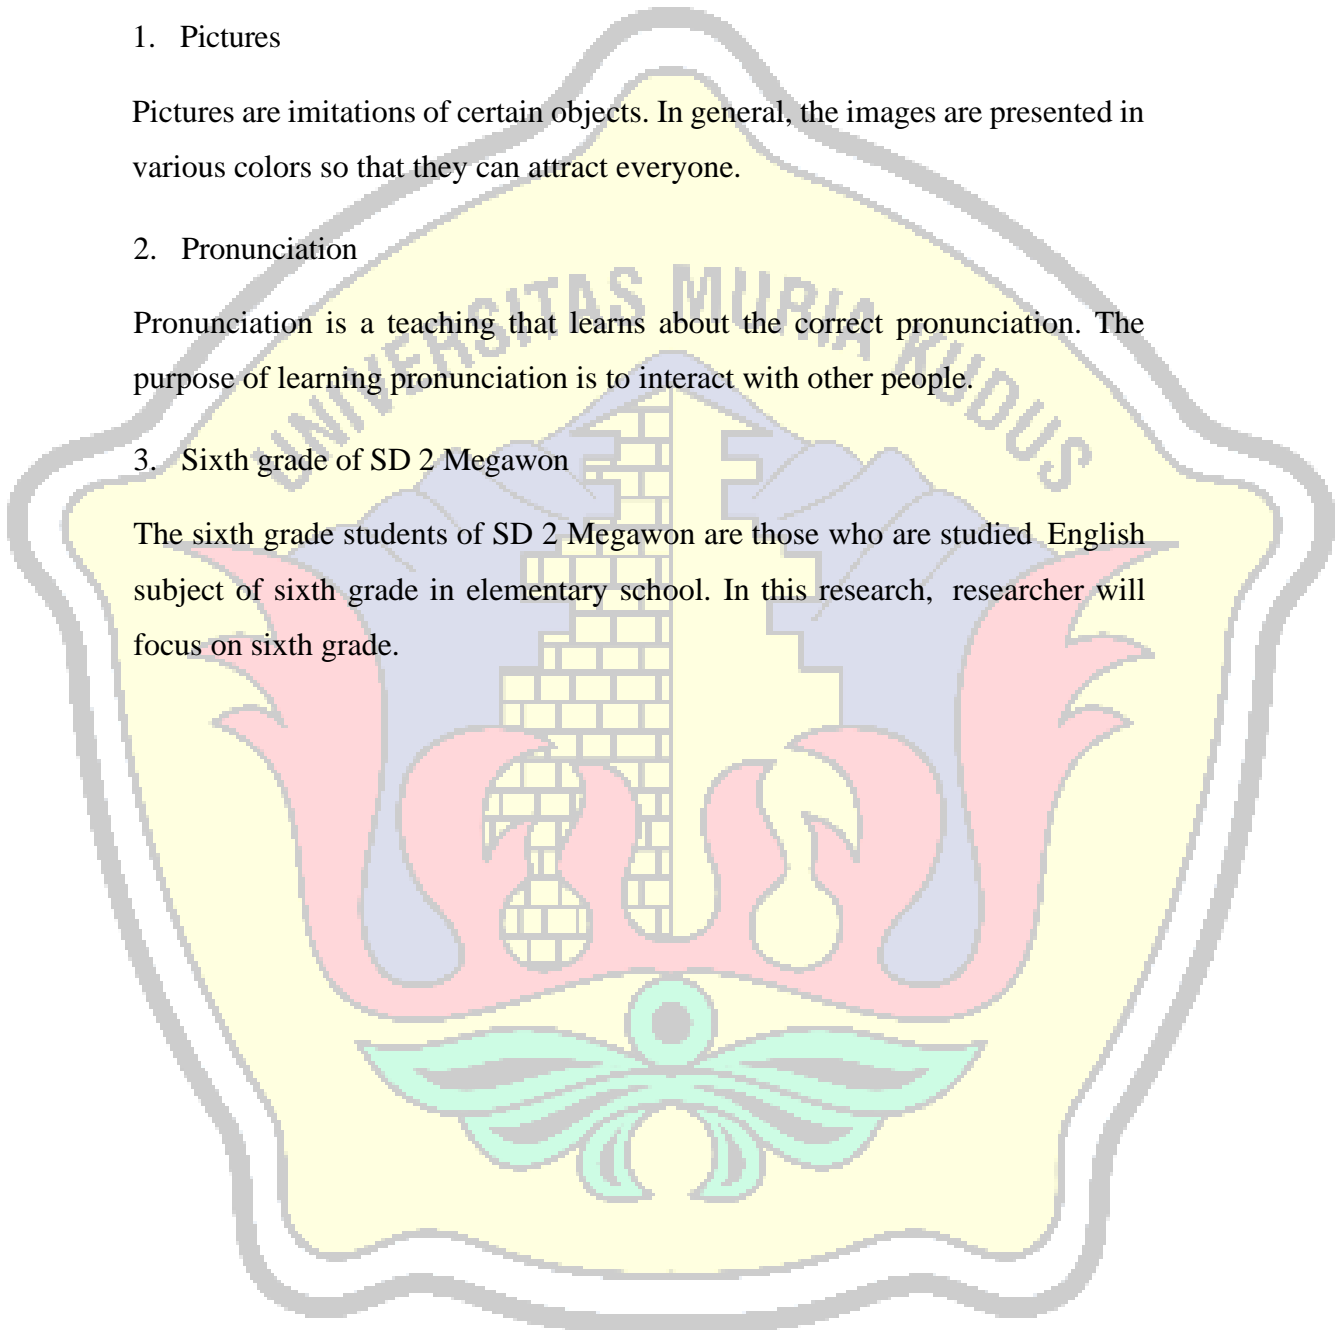 1. Pictures
Pictures are imitations of certain objects. In general, the images are presented in
various colors so that they can attract everyone.
2. Pronunciation
UNIVERSITAS MURIA KUDUS
Pronunciation is a teaching that learns about the correct pronunciation. The
purpose of learning pronunciation is to interact with other people.
3. Sixth grade of SD 2 Megawon
The sixth grade students of SD 2 Megawon are those who are studied English
subject of sixth grade in elementary school. In this research, researcher will
focus on sixth grade.